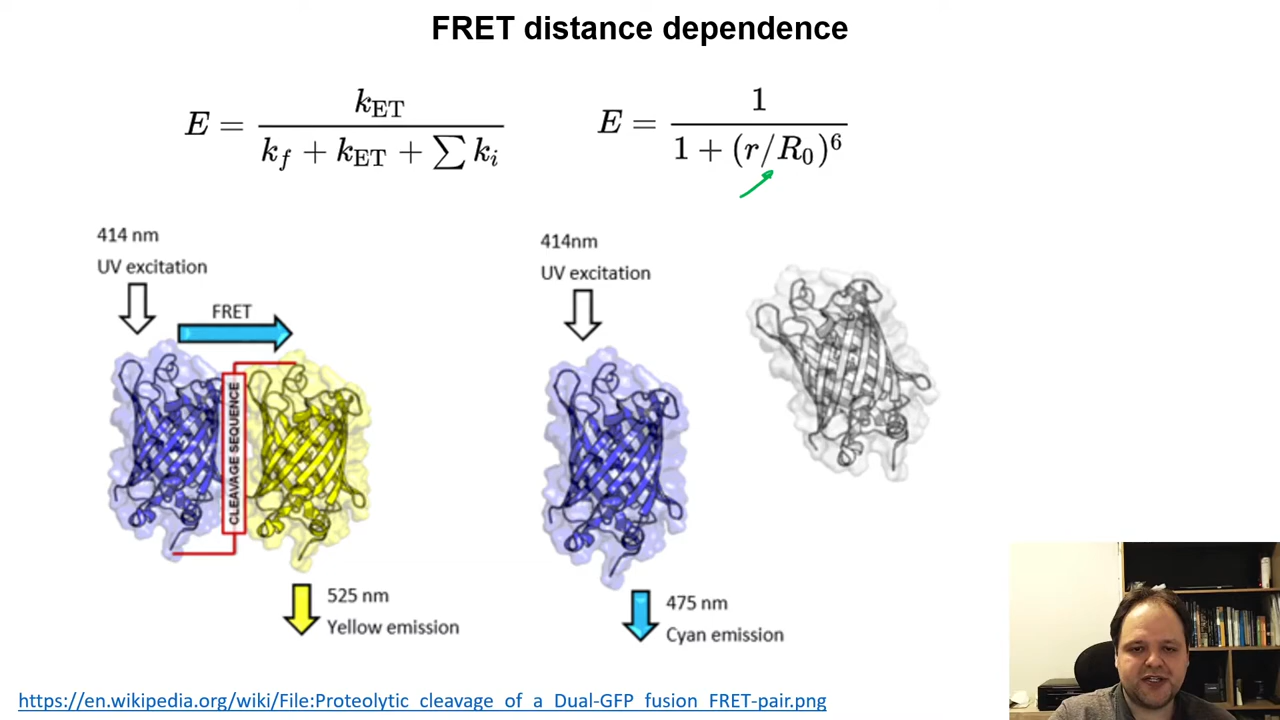 FRET distance dependence
E = k_ET / (k_f + k_ET + ∑ k_i)
E = 1 / (1 + (r/R_0)^6)
414 nm
UV excitation
FRET
CLEAVAGE SEQUENCE
525 nm
Yellow emission
414nm
UV excitation
475 nm
Cyan emission
https://en.wikipedia.org/wiki/File:Proteolytic_cleavage_of_a_Dual-GFP_fusion_FRET-pair.png